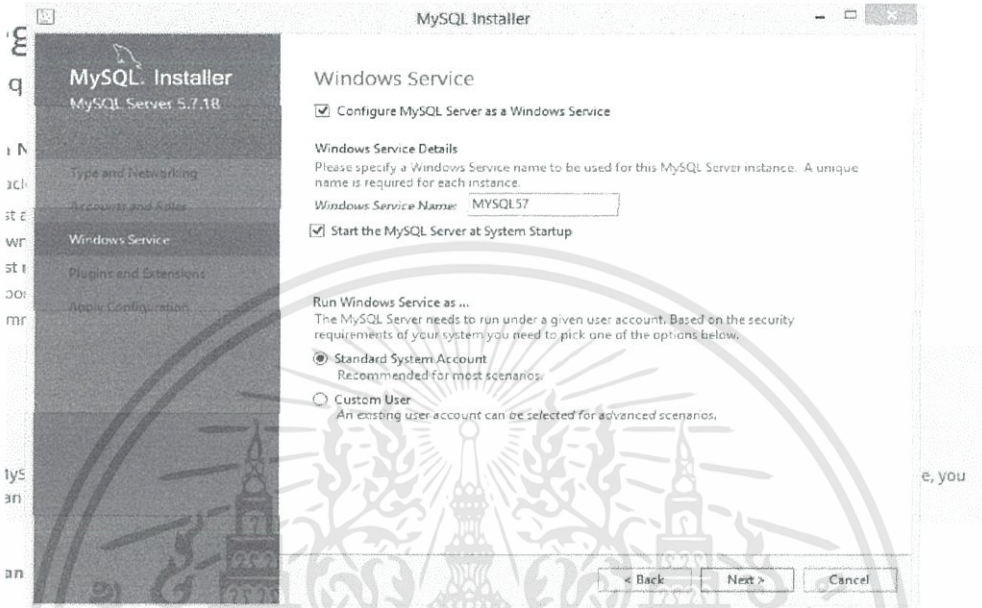 MySQL Installer
MySQL. Installer
MySQL Server 5.7.18
Type and Networking
Accounts and Roles
Windows Service
Plugins and Extensions
Apply Configuration
Windows Service
Configure MySQL Server as a Windows Service
Windows Service Details
Please specify a Windows Service name to be used for this MySQL Server instance. A unique
name is required for each instance.
Windows Service Name: MYSQL57
Start the MySQL Server at System Startup
Run Windows Service as ...
The MySQL Server needs to run under a given user account. Based on the security
requirements of your system you need to pick one of the options below.
Standard System Account
Recommended for most scenarios.
Custom User
An existing user account can be selected for advanced scenarios.
e, you
< Back
Next >
Cancel